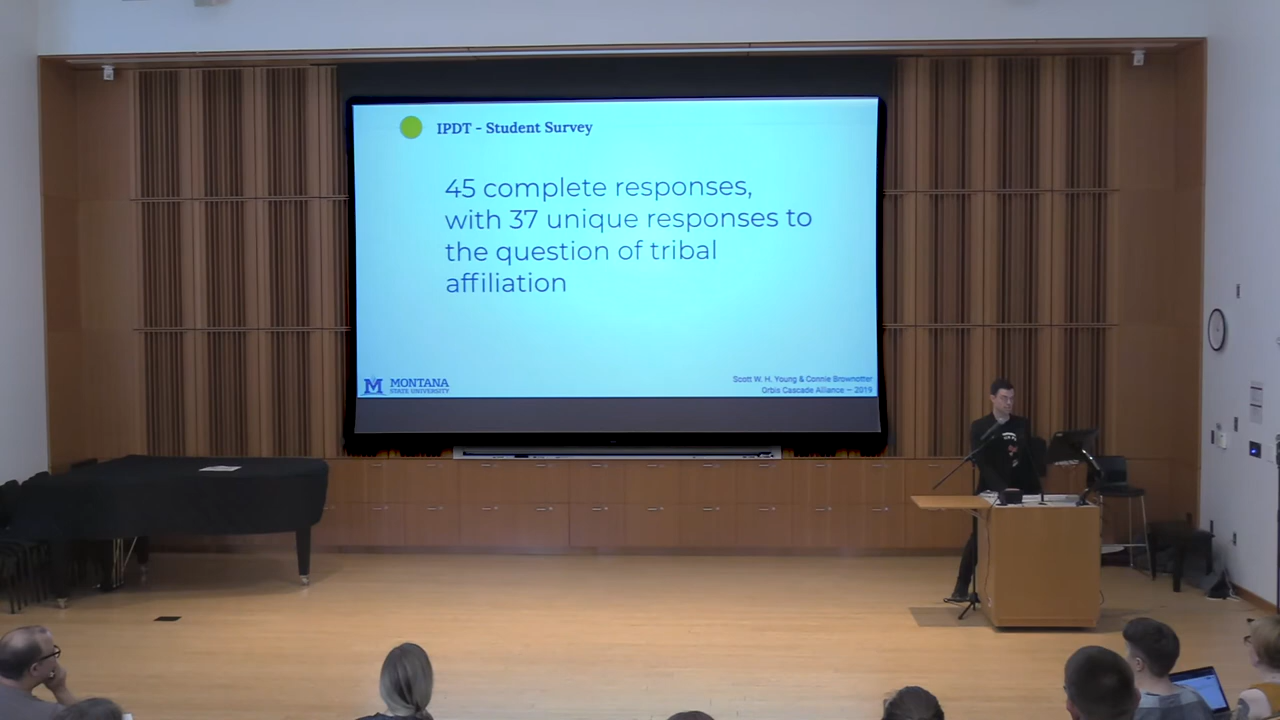 IPDT - Student Survey
45 complete responses,
with 37 unique responses to
the question of tribal
affiliation
M MONTANA
STATE UNIVERSITY
Scott W. H. Young & Connie Brownotter
Orbis Cascade Alliance — 2019